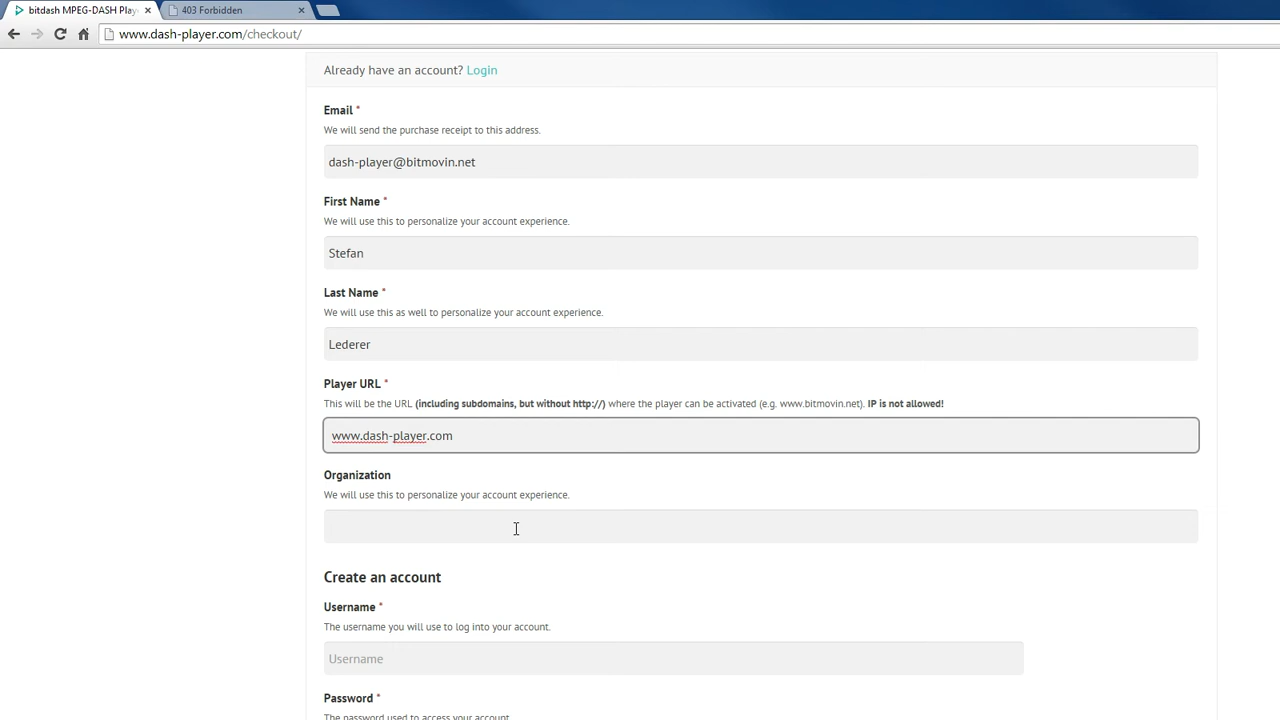 bitdash MPEG-DASH Play
403 Forbidden
www.dash-player.com/checkout/
Already have an account? Login
Email *
We will send the purchase receipt to this address.
dash-player@bitmovin.net
First Name *
We will use this to personalize your account experience.
Stefan
Last Name *
We will use this as well to personalize your account experience.
Lederer
Player URL *
This will be the URL (including subdomains, but without http://) where the player can be activated (e.g. www.bitmovin.net). IP is not allowed!
www.dash-player.com
Organization
We will use this to personalize your account experience.
Create an account
Username *
The username you will use to log into your account.
Username
Password *
The password used to access your account.